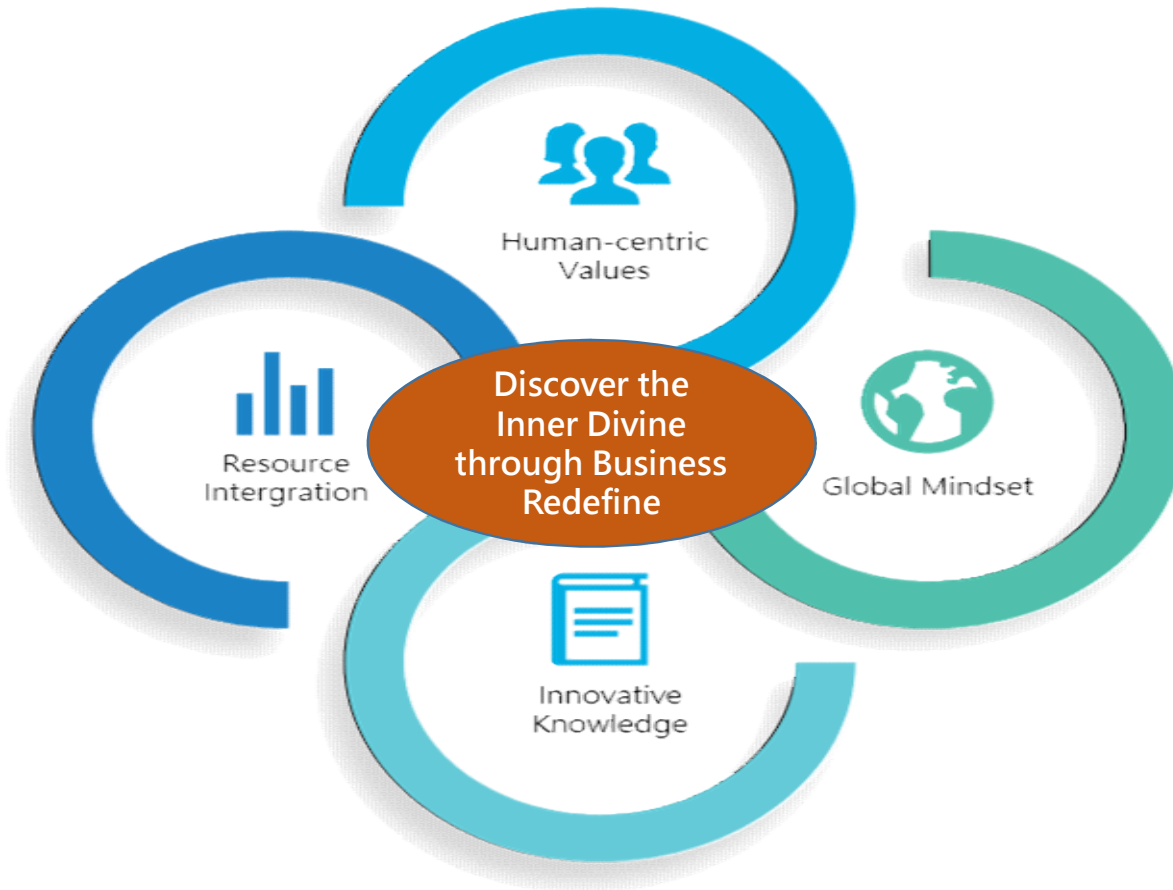 Human-centric
Values
Discover the
Inner Divine
through Business
Redefine
Resource
Intergration
Global Mindset
Innovative
Knowledge